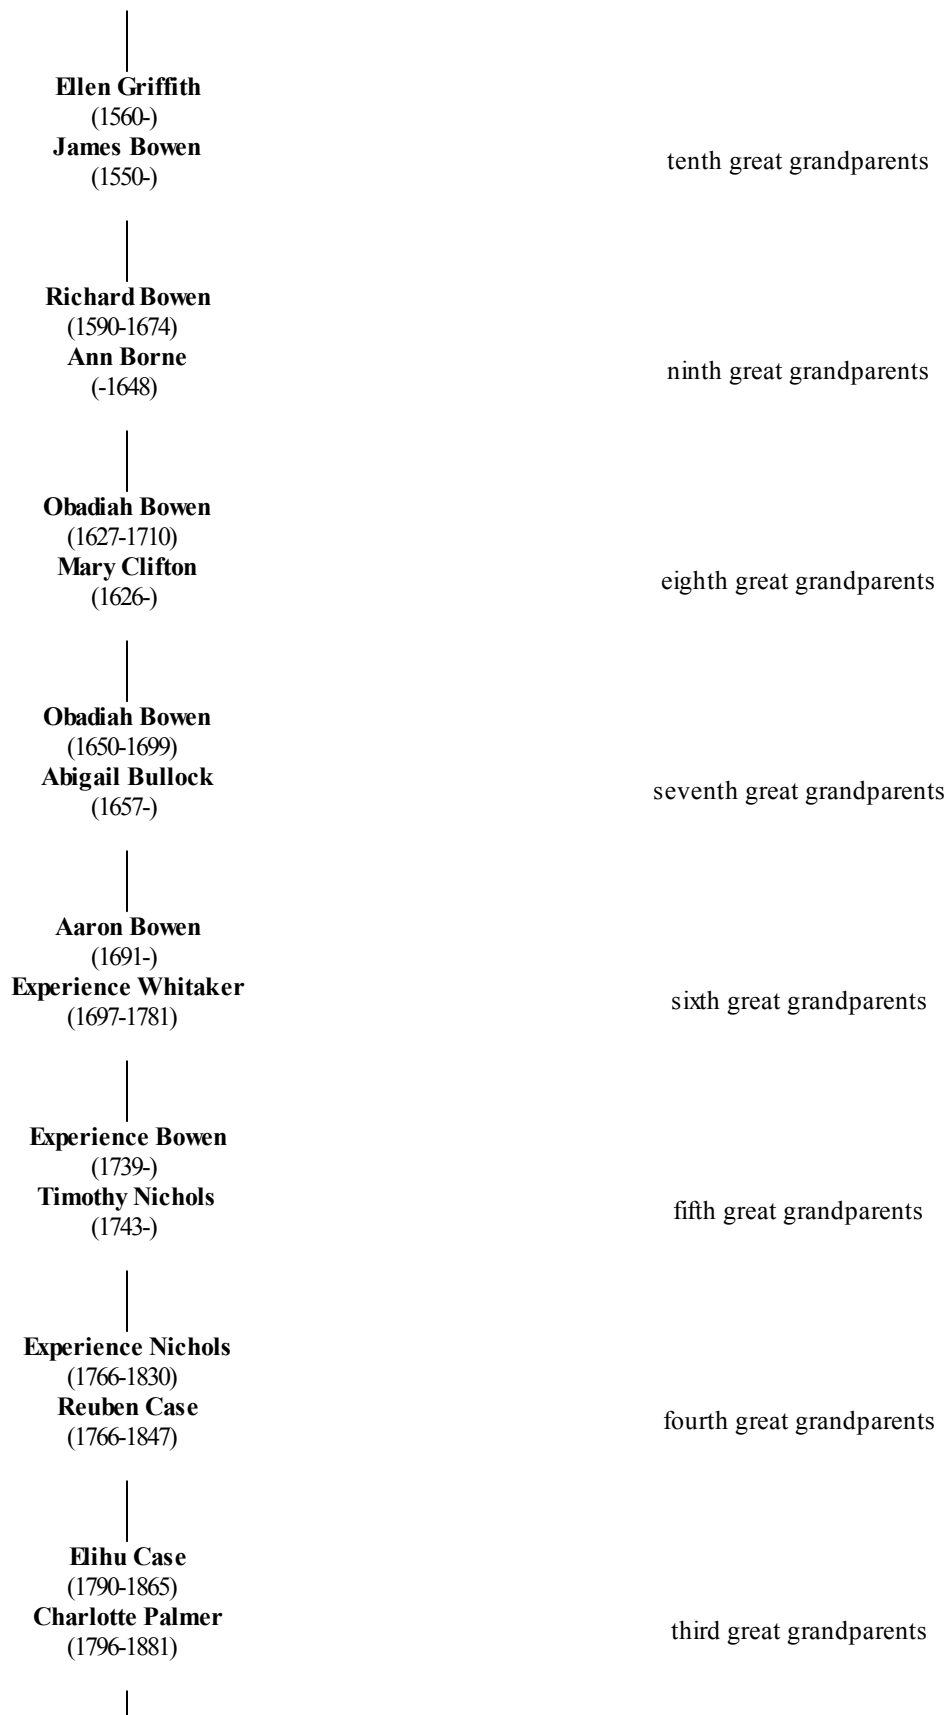 Ellen Griffith
(1560-)
James Bowen
(1550-)
tenth great grandparents
Richard Bowen
(1590-1674)
Ann Borne
(-1648)
ninth great grandparents
Obadiah Bowen
(1627-1710)
Mary Clifton
(1626-)
eighth great grandparents
Obadiah Bowen
(1650-1699)
Abigail Bullock
(1657-)
seventh great grandparents
Aaron Bowen
(1691-)
Experience Whitaker
(1697-1781)
sixth great grandparents
Experience Bowen
(1739-)
Timothy Nichols
(1743-)
fifth great grandparents
Experience Nichols
(1766-1830)
Reuben Case
(1766-1847)
fourth great grandparents
Elihu Case
(1790-1865)
Charlotte Palmer
(1796-1881)
third great grandparents